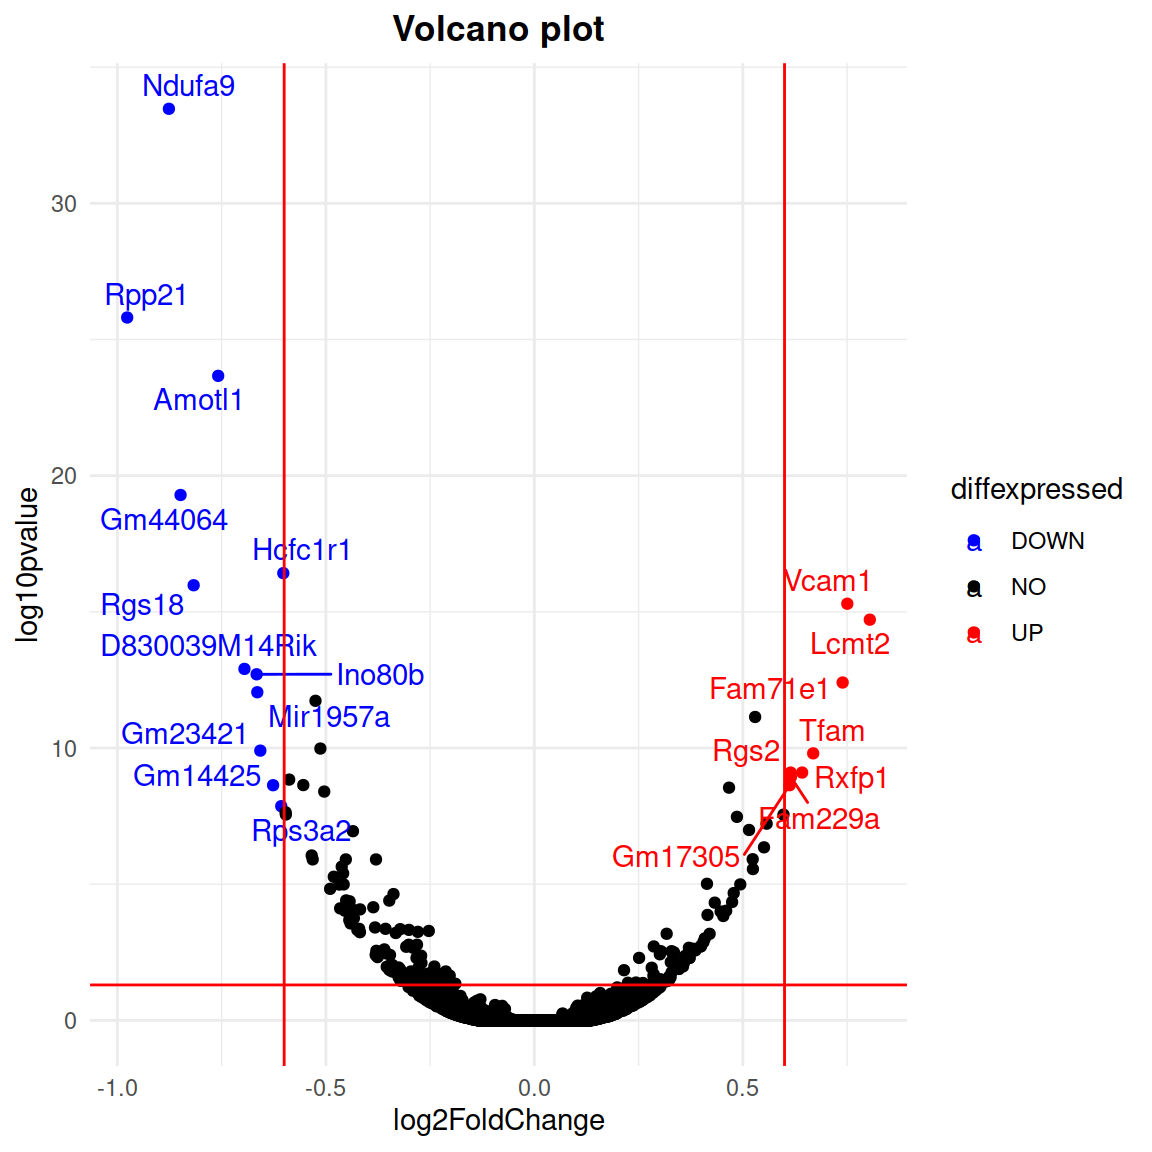 Volcano plot
Ndufa9
30
Rpp21
Amotl1
20
Gm44064
Hcfc1r1
Vcam1
Rgs18
Lcmt2
D830039M14Rik
Ino80b
Fam71e1
Mir1957a
Gm23421
Tfam
10
Rgs2
Gm14425
Rxfp1
Fam229a
Rps3a2
Gm17305
0
-1.0
-0.5
0.0
0.5
log2FoldChange
log10pvalue
diffexpressed
a DOWN
a NO
a UP